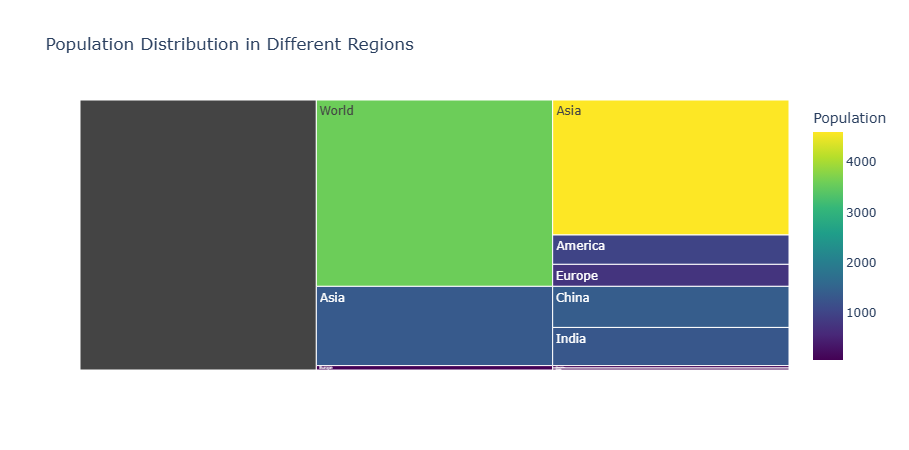 Population Distribution in Different Regions
World
Asia
Asia
America
Europe
China
India
Population
4000
3000
2000
1000